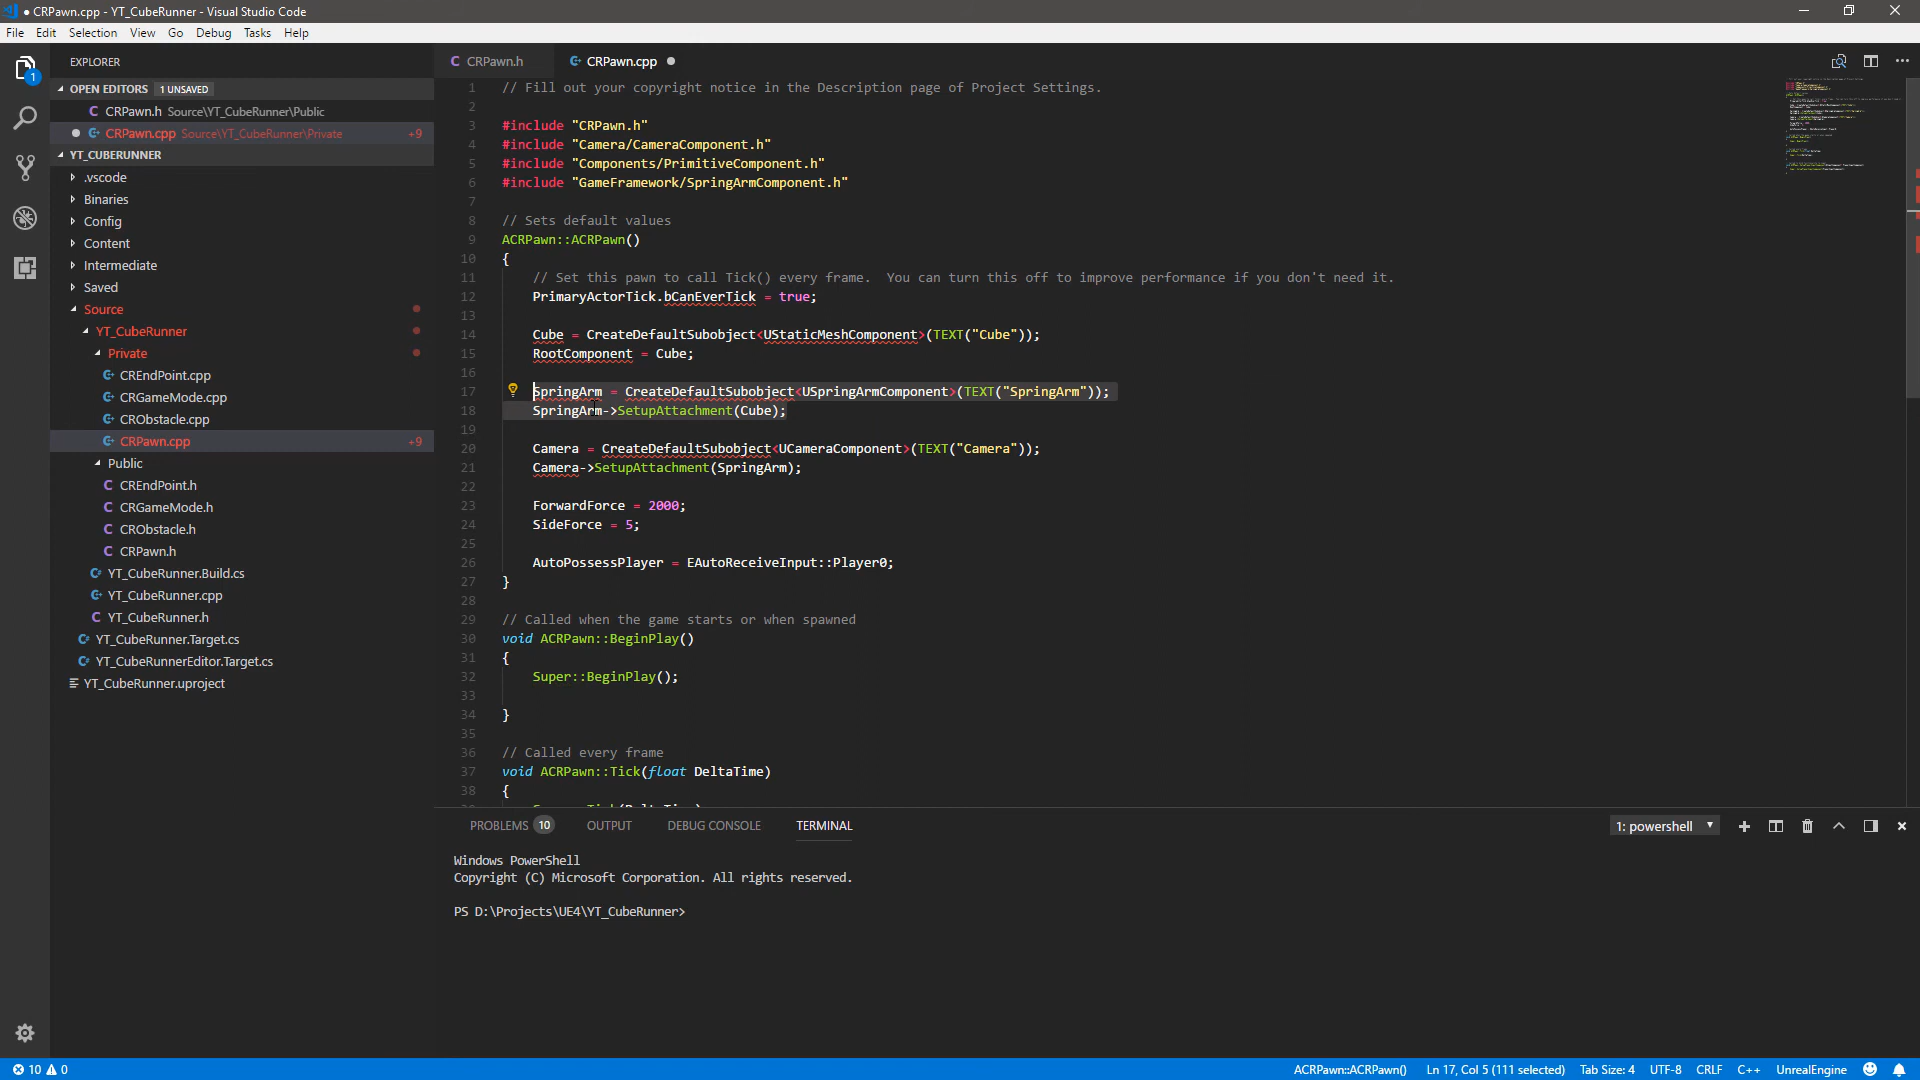 ● CRPawn.cpp - YT_CubeRunner - Visual Studio Code
File Edit Selection View Go Debug Tasks Help
1
EXPLORER
OPEN EDITORS 1 UNSAVED
CRPawn.h Source\YT_CubeRunner\Public
CRPawn.cpp Source\YT_CubeRunner\Private +9
YT_CUBERUNNER
.vscode
Binaries
Config
Content
Intermediate
Saved
Source
YT_CubeRunner
Private
CREndPoint.cpp
CRGameMode.cpp
CRObstacle.cpp
CRPawn.cpp +9
Public
CREndPoint.h
CRGameMode.h
CRObstacle.h
CRPawn.h
YT_CubeRunner.Build.cs
YT_CubeRunner.cpp
YT_CubeRunner.h
YT_CubeRunner.Target.cs
YT_CubeRunnerEditor.Target.cs
YT_CubeRunner.uproject
CRPawn.h CRPawn.cpp ●
1 // Fill out your copyright notice in the Description page of Project Settings.
2
3 #include "CRPawn.h"
4 #include "Camera/CameraComponent.h"
5 #include "Components/PrimitiveComponent.h"
6 #include "GameFramework/SpringArmComponent.h"
7
8 // Sets default values
9 ACRPawn::ACRPawn()
10 {
11 // Set this pawn to call Tick() every frame.  You can turn this off to improve performance if you don't need it.
12 PrimaryActorTick.bCanEverTick = true;
13
14 Cube = CreateDefaultSubobject<UStaticMeshComponent>(TEXT("Cube"));
15 RootComponent = Cube;
16
17 SpringArm = CreateDefaultSubobject<USpringArmComponent>(TEXT("SpringArm"));
18 SpringArm->SetupAttachment(Cube);
19
20 Camera = CreateDefaultSubobject<UCameraComponent>(TEXT("Camera"));
21 Camera->SetupAttachment(SpringArm);
22
23 ForwardForce = 2000;
24 SideForce = 5;
25
26 AutoPossessPlayer = EAutoReceiveInput::Player0;
27 }
28
29 // Called when the game starts or when spawned
30 void ACRPawn::BeginPlay()
31 {
32 Super::BeginPlay();
33
34 }
35
36 // Called every frame
37 void ACRPawn::Tick(float DeltaTime)
38 {
PROBLEMS 10 OUTPUT DEBUG CONSOLE TERMINAL 1: powershell
Windows PowerShell
Copyright (C) Microsoft Corporation. All rights reserved.
PS D:\Projects\UE4\YT_CubeRunner>
10 0 ACRPawn::ACRPawn() Ln 17, Col 5 (111 selected) Tab Size: 4 UTF-8 CRLF C++ UnrealEngine